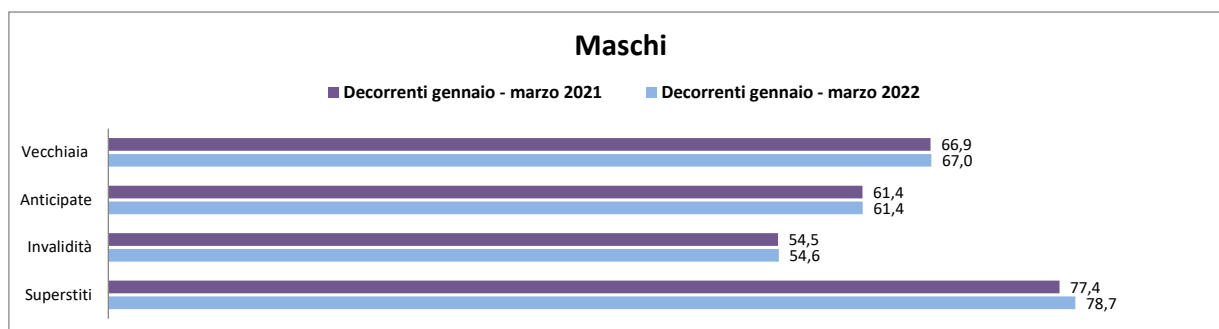 Maschi
Decorrenti gennaio - marzo 2021 Decorrenti gennaio - marzo 2022
Vecchiaia 66,9
67,0
Anticipate 61,4
61,4
Invalidità 54,5
54,6
Superstiti 77,4
78,7